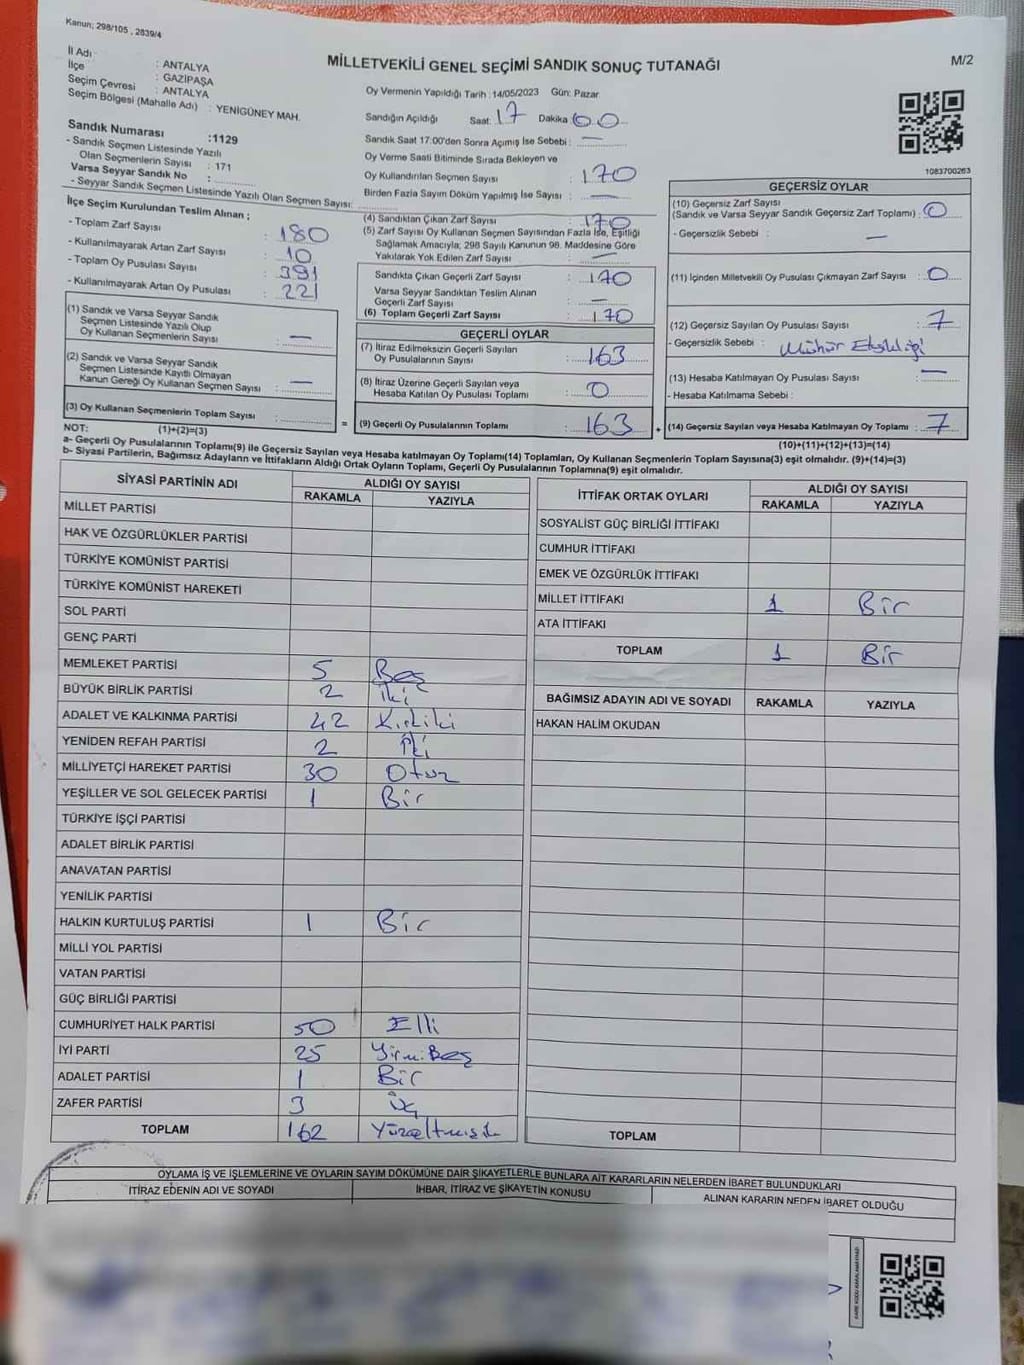 Kanun; 298/105 , 2839/4
MİLLETVEKİLİ GENEL SEÇİMİ SANDIK SONUÇ TUTANAĞI
M/2
İl Adı : ANTALYA
İlçe : GAZİPAŞA
Seçim Çevresi : ANTALYA
Seçim Bölgesi (Mahalle Adı) : YENİGÜNEY MAH.
Sandık Numarası :1129
- Sandık Seçmen Listesinde Yazılı
Olan Seçmenlerin Sayısı : 171
Varsa Seyyar Sandık No :
- Seyyar Sandık Seçmen Listesinde Yazılı Olan Seçmen Sayısı:
Oy Vermenin Yapıldığı Tarih : 14/05/2023 Gün: Pazar
Sandığın Açıldığı Saat: 17 Dakika 00
Sandık Saat 17:00'den Sonra Açımış İse Sebebi : —
Oy Verme Saati Bitiminde Sırada Bekleyen ve
Oy Kullandırılan Seçmen Sayısı : 170
Birden Fazla Sayım Döküm Yapılmış İse Sayısı :
1083700263
İlçe Seçim Kurulundan Teslim Alınan ;
- Toplam Zarf Sayısı : 180
- Kullanılmayarak Artan Zarf Sayısı : 10
- Toplam Oy Pusulası Sayısı : 391
- Kullanılmayarak Artan Oy Pusulası : 221
(1) Sandık ve Varsa Seyyar Sandık
Seçmen Listesinde Yazılı Olup
Oy Kullanan Seçmenlerin Sayısı : —
(2) Sandık ve Varsa Seyyar Sandık
Seçmen Listesinde Kayıtlı Olmayan
Kanun Gereği Oy Kullanan Seçmen Sayısı : —
(3) Oy Kullanan Seçmenlerin Toplam Sayısı :
(1)+(2)=(3)
(4) Sandıktan Çıkan Zarf Sayısı : 170
(5) Zarf Sayısı Oy Kullanan Seçmen Sayısından Fazla İse, Eşitliği
Sağlamak Amacıyla; 298 Sayılı Kanunun 98. Maddesine Göre
Yakılarak Yok Edilen Zarf Sayısı : —
Sandıkta Çıkan Geçerli Zarf Sayısı : 170
Varsa Seyyar Sandıktan Teslim Alınan
Geçerli Zarf Sayısı : —
(6) Toplam Geçerli Zarf Sayısı : 170
GEÇERLİ OYLAR
(7) İtiraz Edilmeksizin Geçerli Sayılan
Oy Pusulalarının Sayısı : 163
(8) İtiraz Üzerine Geçerli Sayılan veya
Hesaba Katılan Oy Pusulası Toplamı : 0
= (9) Geçerli Oy Pusulalarının Toplamı : 163 +
GEÇERSİZ OYLAR
(10) Geçersiz Zarf Sayısı
(Sandık ve Varsa Seyyar Sandık Geçersiz Zarf Toplamı) : 0
- Geçersizlik Sebebi : —
(11) İçinden Milletvekili Oy Pusulası Çıkmayan Zarf Sayısı : 0
(12) Geçersiz Sayılan Oy Pusulası Sayısı : 7
- Geçersizlik Sebebi : Mühür Eksikliği
(13) Hesaba Katılmayan Oy Pusulası Sayısı : —
- Hesaba Katılmama Sebebi :
(14) Geçersiz Sayılan veya Hesaba Katılmayan Oy Toplamı : 7
(10)+(11)+(12)+(13)=(14)
NOT:
a- Geçerli Oy Pusulalarının Toplamı(9) ile Geçersiz Sayılan veya Hesaba katılmayan Oy Toplamı(14) Toplamları, Oy Kullanan Seçmenlerin Toplam Sayısına(3) eşit olmalıdır. (9)+(14)=(3)
b- Siyasi Partilerin, Bağımsız Adayların ve İttifakların Aldığı Ortak Oyların Toplamı, Geçerli Oy Pusulalarının Toplamına(9) eşit olmalıdır.
SİYASİ PARTİNİN ADI ALDIĞI OY SAYISI
RAKAMLA YAZIYLA
MİLLET PARTİSİ
HAK VE ÖZGÜRLÜKLER PARTİSİ
TÜRKİYE KOMÜNİST PARTİSİ
TÜRKİYE KOMÜNİST HAREKETİ
SOL PARTİ
GENÇ PARTİ
MEMLEKET PARTİSİ 5 Beş
BÜYÜK BİRLİK PARTİSİ 2 İki
ADALET VE KALKINMA PARTİSİ 42 Kırkiki
YENİDEN REFAH PARTİSİ 2 İki
MİLLİYETÇİ HAREKET PARTİSİ 30 Otuz
YEŞİLLER VE SOL GELECEK PARTİSİ 1 Bir
TÜRKİYE İŞÇİ PARTİSİ
ADALET BİRLİK PARTİSİ
ANAVATAN PARTİSİ
YENİLİK PARTİSİ
HALKIN KURTULUŞ PARTİSİ 1 Bir
MİLLİ YOL PARTİSİ
VATAN PARTİSİ
GÜÇ BİRLİĞİ PARTİSİ
CUMHURİYET HALK PARTİSİ 50 Elli
İYİ PARTİ 25 YirmiBeş
ADALET PARTİSİ 1 Bir
ZAFER PARTİSİ 3 üç
TOPLAM 162
İTTİFAK ORTAK OYLARI ALDIĞI OY SAYISI
RAKAMLA YAZIYLA
SOSYALİST GÜÇ BİRLİĞİ İTTİFAKI
CUMHUR İTTİFAKI
EMEK VE ÖZGÜRLÜK İTTİFAKI
MİLLET İTTİFAKI 1 Bir
ATA İTTİFAKI
TOPLAM 1 Bir
BAĞIMSIZ ADAYIN ADI VE SOYADI RAKAMLA YAZIYLA
HAKAN HALİM OKUDAN
TOPLAM
OYLAMA İŞ VE İŞLEMLERİNE VE OYLARIN SAYIM DÖKÜMÜNE DAİR ŞİKAYETLERLE BUNLARA AİT KARARLARIN NELERDEN İBARET BULUNDUKLARI
İTİRAZ EDENİN ADI VE SOYADI İHBAR, İTİRAZ VE ŞİKAYETİN KONUSU ALINAN KARARIN NEDEN İBARET OLDUĞU